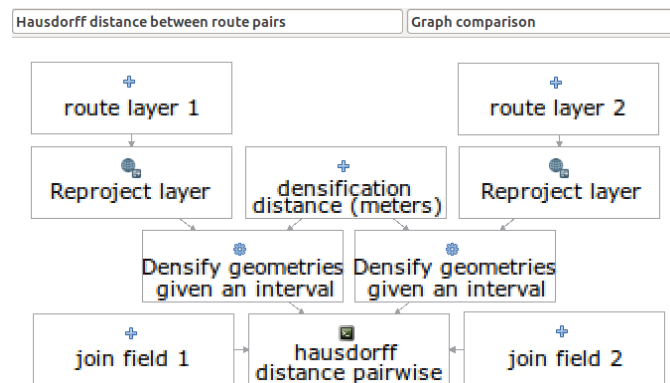 Hausdorff distance between route pairs
Graph comparison
route layer 1
route layer 2
Reproject layer
densification
distance (meters)
Reproject layer
Densify geometries
given an interval
Densify geometries
given an interval
join field 1
hausdorff
distance pairwise
join field 2